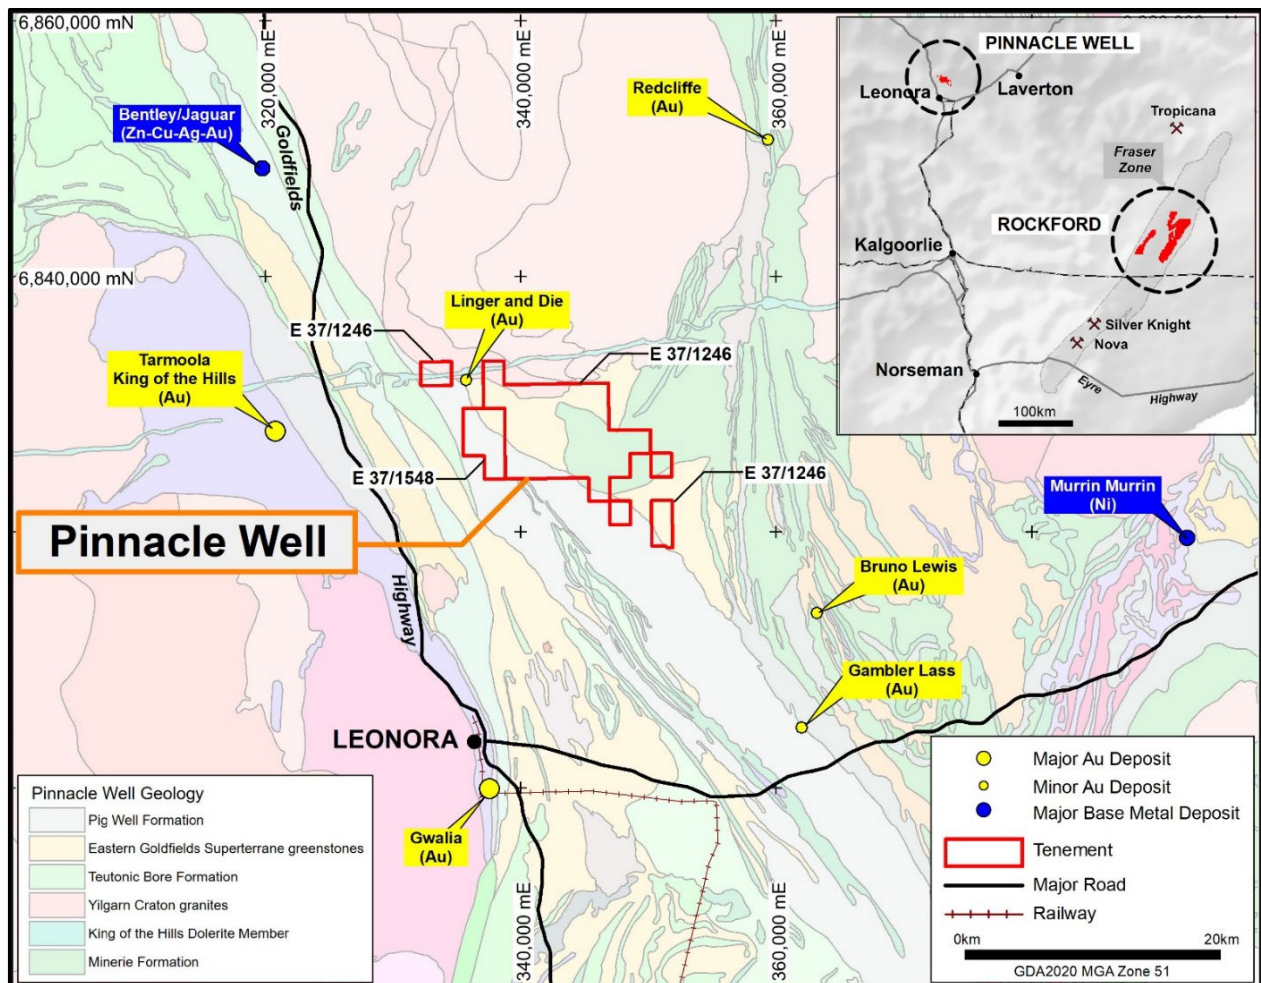 6,860,000 mN
320,000 mE
340,000 mE
360,000 mE
Bentley/Jaguar
(Zn-Cu-Ag-Au)
Goldfields
Redcliffe
(Au)
6,840,000 mN
Linger and Die
(Au)
E 37/1246
E 37/1246
Tarmoola
King of the Hills
(Au)
E 37/1548
E 37/1246
Pinnacle Well
Murrin Murrin
(Ni)
Highway
Bruno Lewis
(Au)
Gambler Lass
(Au)
LEONORA
Gwalia
(Au)
340,000 mE
360,000 mE
PINNACLE WELL
Leonora
Laverton
Tropicana
Fraser
Zone
ROCKFORD
Kalgoorlie
Silver Knight
Nova
Norseman
Eyre
Highway
100km
Pinnacle Well Geology
Pig Well Formation
Eastern Goldfields Superterrane greenstones
Teutonic Bore Formation
Yilgarn Craton granites
King of the Hills Dolerite Member
Minerie Formation
Major Au Deposit
Minor Au Deposit
Major Base Metal Deposit
Tenement
Major Road
Railway
0km
20km
GDA2020 MGA Zone 51